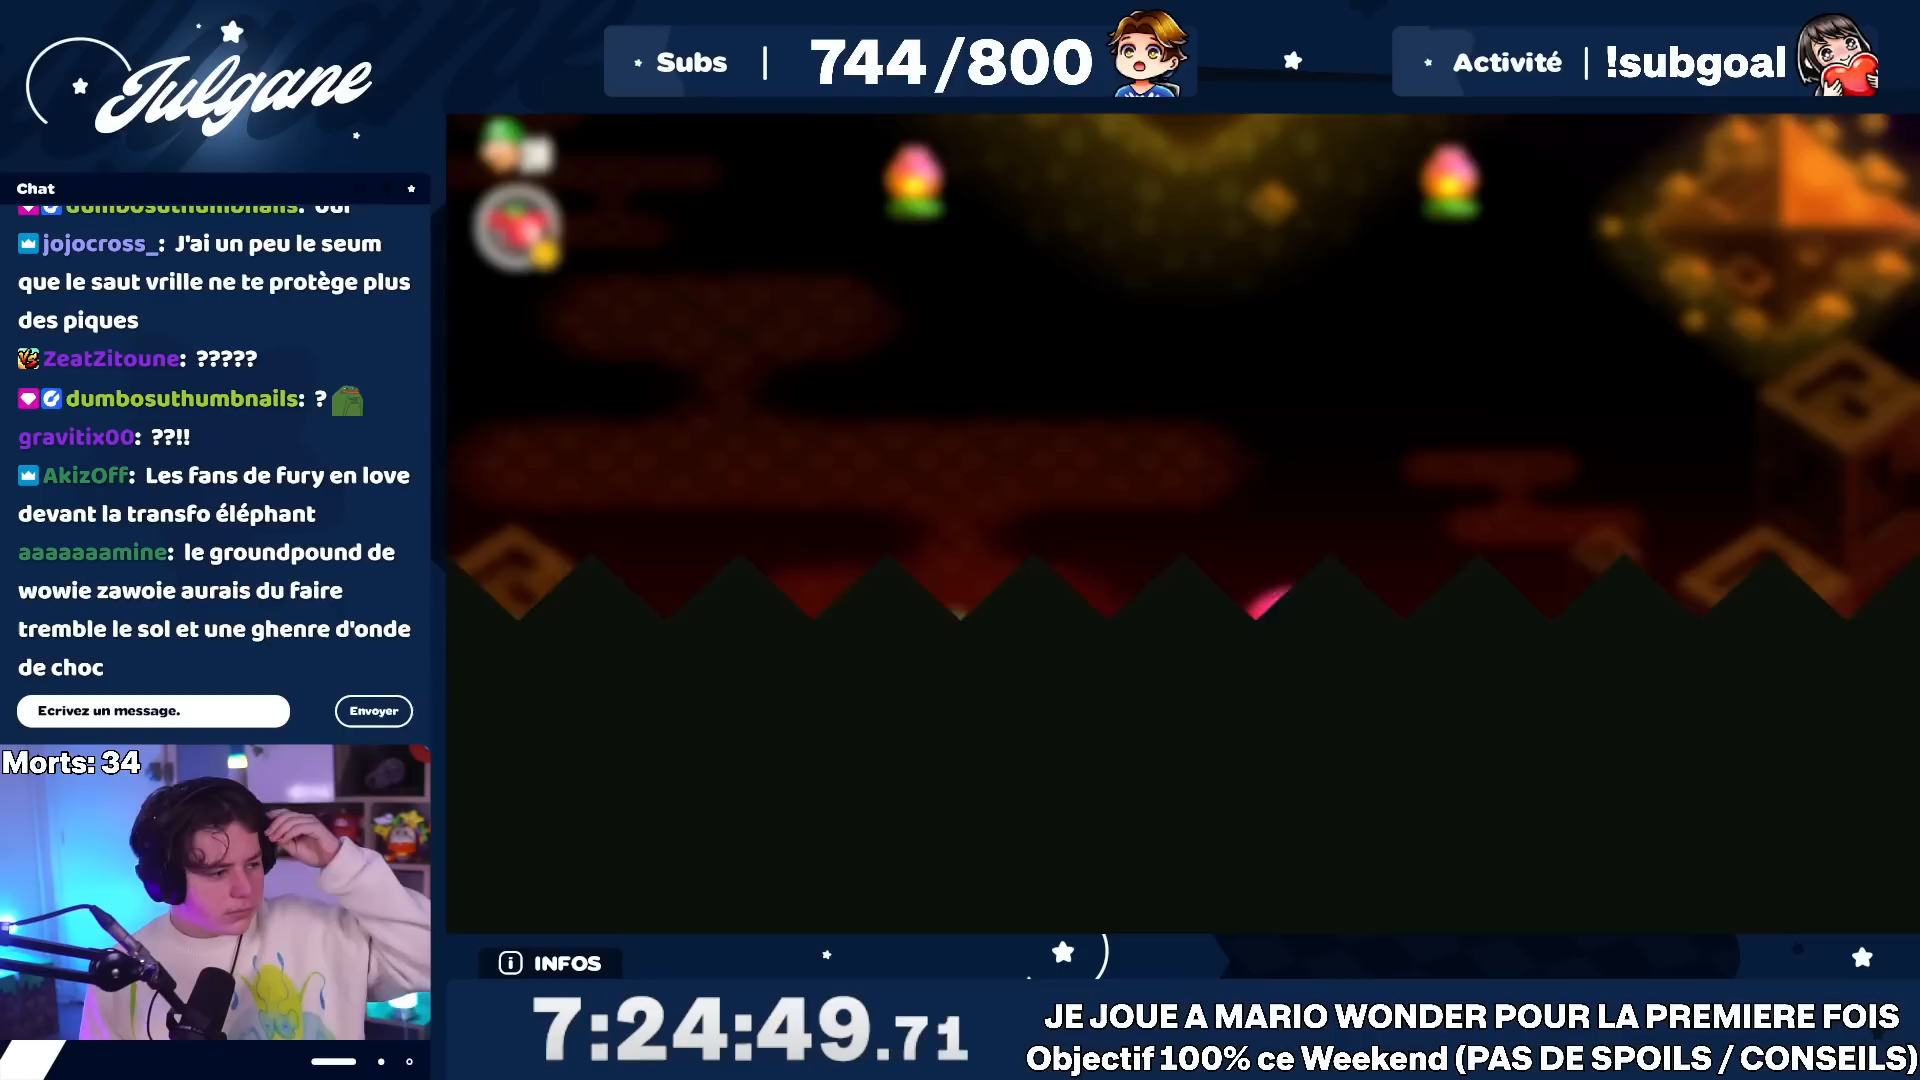 Julgane
Subs | 744/800
Activité | !subgoal
Chat
dumbosuthumbnails: oui
jojocross_: J'ai un peu le seum
que le saut vrille ne te protège plus
des piques
ZeatZitoune: ?????
dumbosuthumbnails: ?
gravitix00: ??!!
AkizOff: Les fans de fury en love
devant la transfo éléphant
aaaaaaamine: le groundpound de
wowie zawoie aurais du faire
tremble le sol et une ghenre d'onde
de choc
Ecrivez un message.
Envoyer
Morts: 34
INFOS
7:24:49.71
JE JOUE A MARIO WONDER POUR LA PREMIERE FOIS
Objectif 100% ce Weekend (PAS DE SPOILS / CONSEILS)